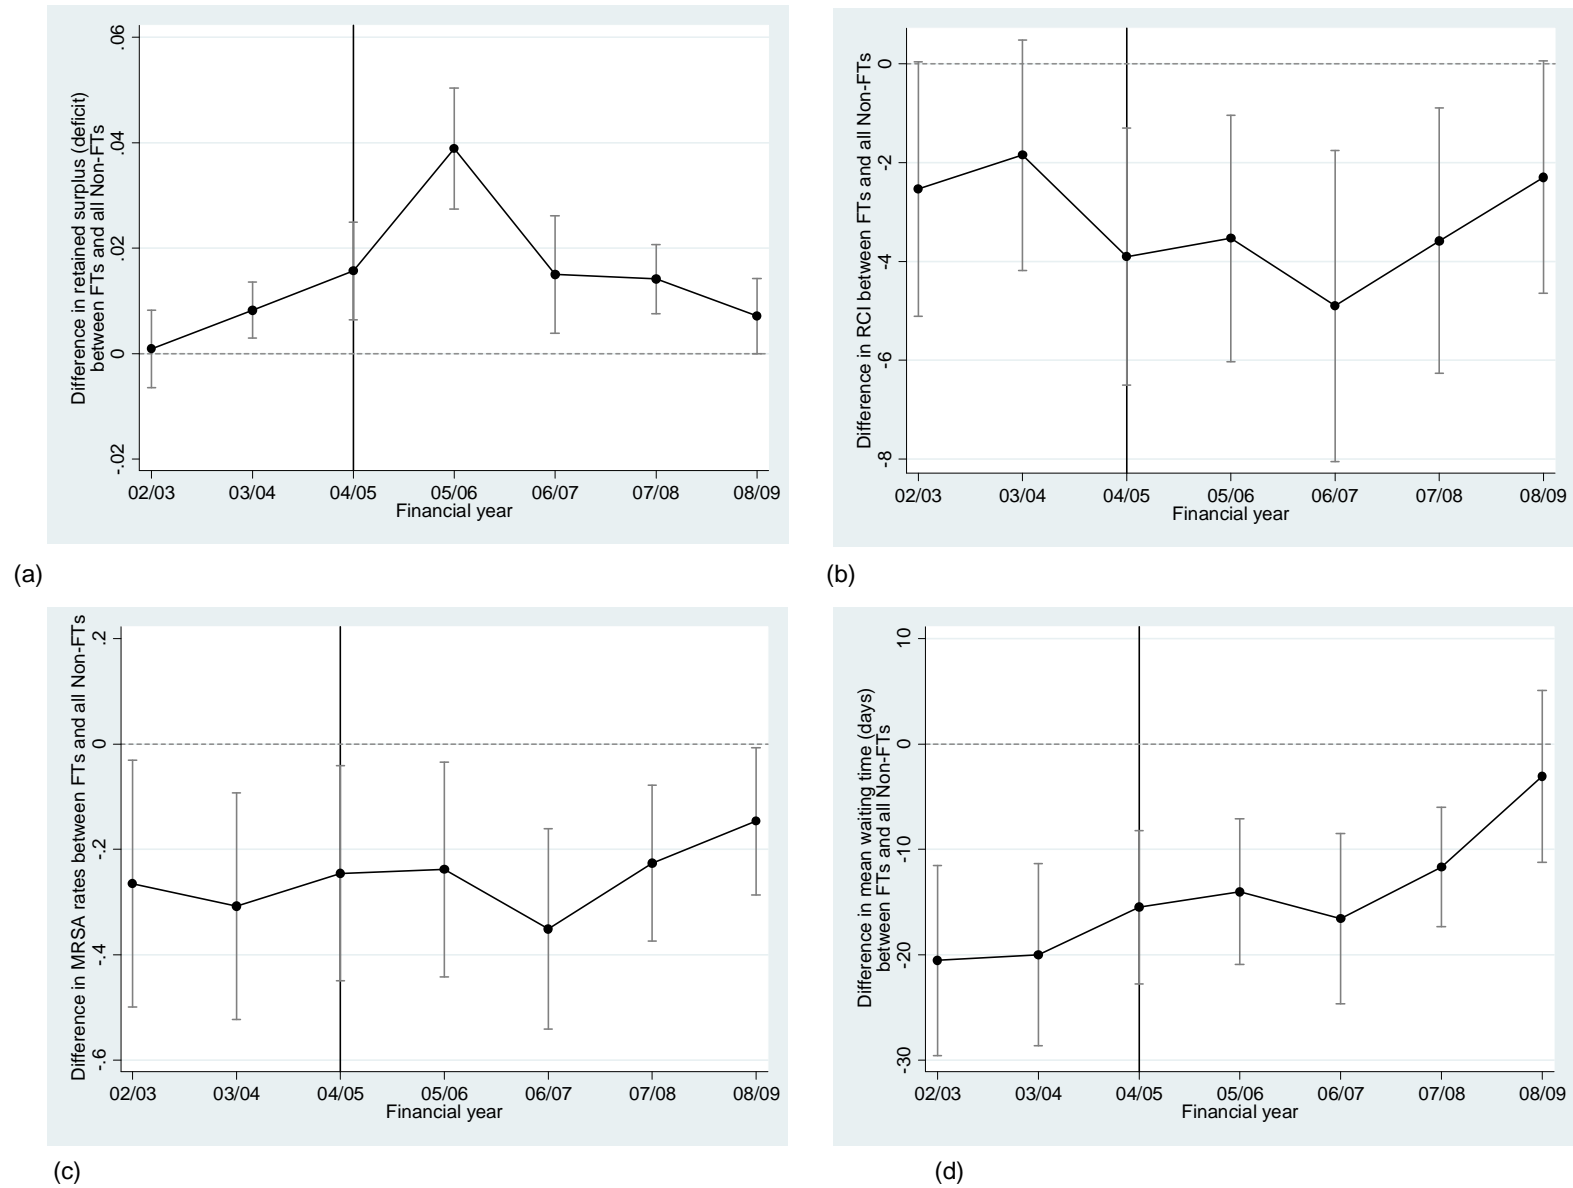 Difference in retained surplus (deficit)
between FTs and all Non-FTs
.06
.04
.02
0
-.02
02/03 03/04 04/05 05/06 06/07 07/08 08/09
Financial year
(a)
Difference in RCI between FTs and all Non-FTs
0
-2
-4
-6
-8
02/03 03/04 04/05 05/06 06/07 07/08 08/09
Financial year
(b)
Difference in MRSA rates between FTs and all Non-FTs
.2
0
-.2
-.4
-.6
02/03 03/04 04/05 05/06 06/07 07/08 08/09
Financial year
(c)
Difference in mean waiting time (days)
between FTs and all Non-FTs
10
0
-10
-20
-30
02/03 03/04 04/05 05/06 06/07 07/08 08/09
Financial year
(d)